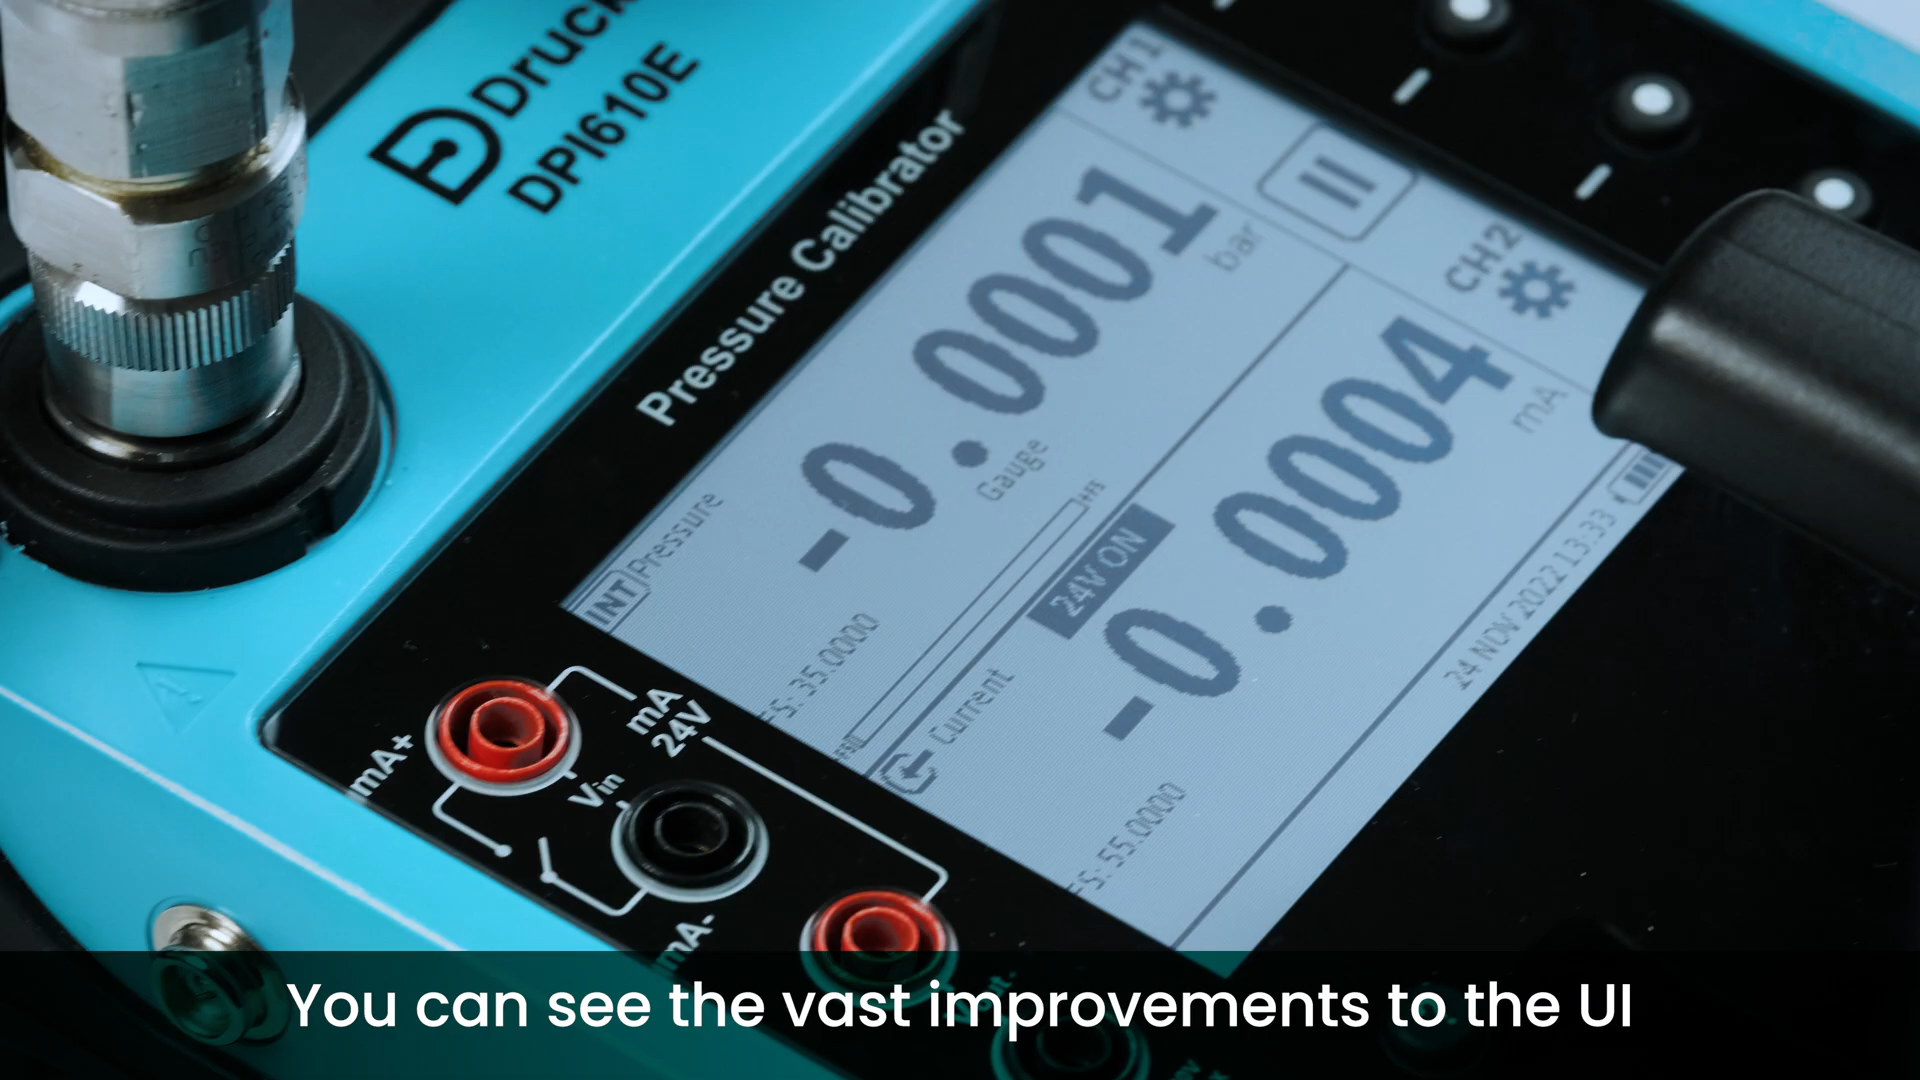 Druck
DPI610E
Pressure Calibrator
CH1
INT Pressure
-0.0001
bar
Gauge
FS: 35.0000
+FS
CH2
24V ON
Current
-0.0004
mA
FS: 55.0000
24 NOV 2022 13:33
mA+
mA
24V
Vin
mA-
You can see the vast improvements to the UI